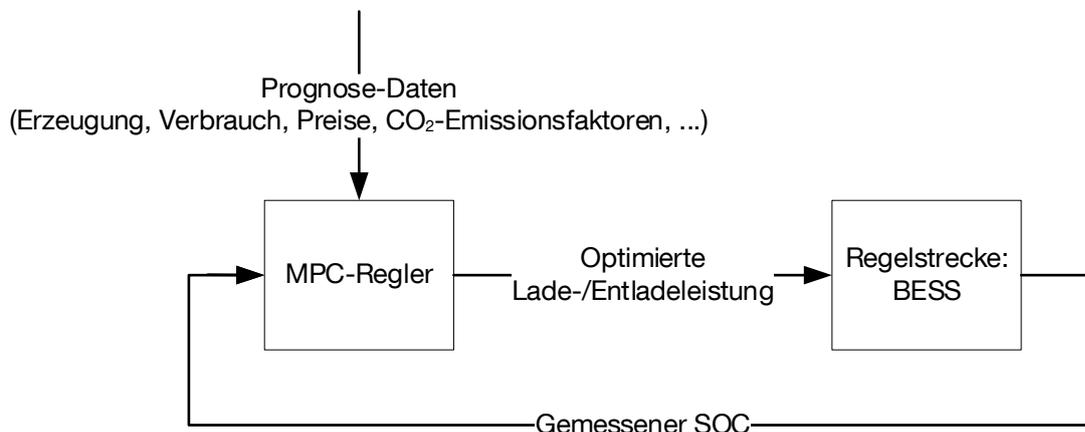 Prognose-Daten
(Erzeugung, Verbrauch, Preise, CO₂-Emissionsfaktoren, ...)
MPC-Regler
Optimierte
Lade-/Entladeleistung
Regelstrecke:
BESS
Gemessener SOC